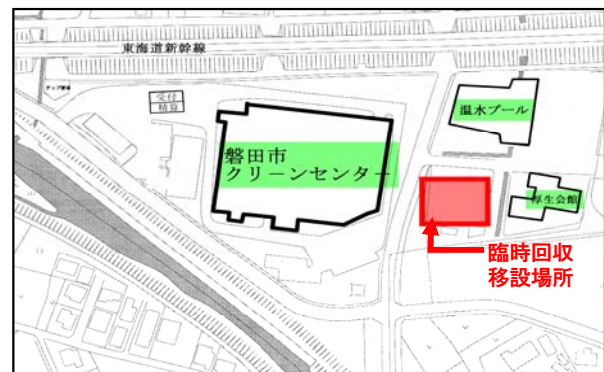 東海道新幹線
受付
精算
温水プール
磐田市
クリーンセンター
厚生会館
臨時回収
移設場所